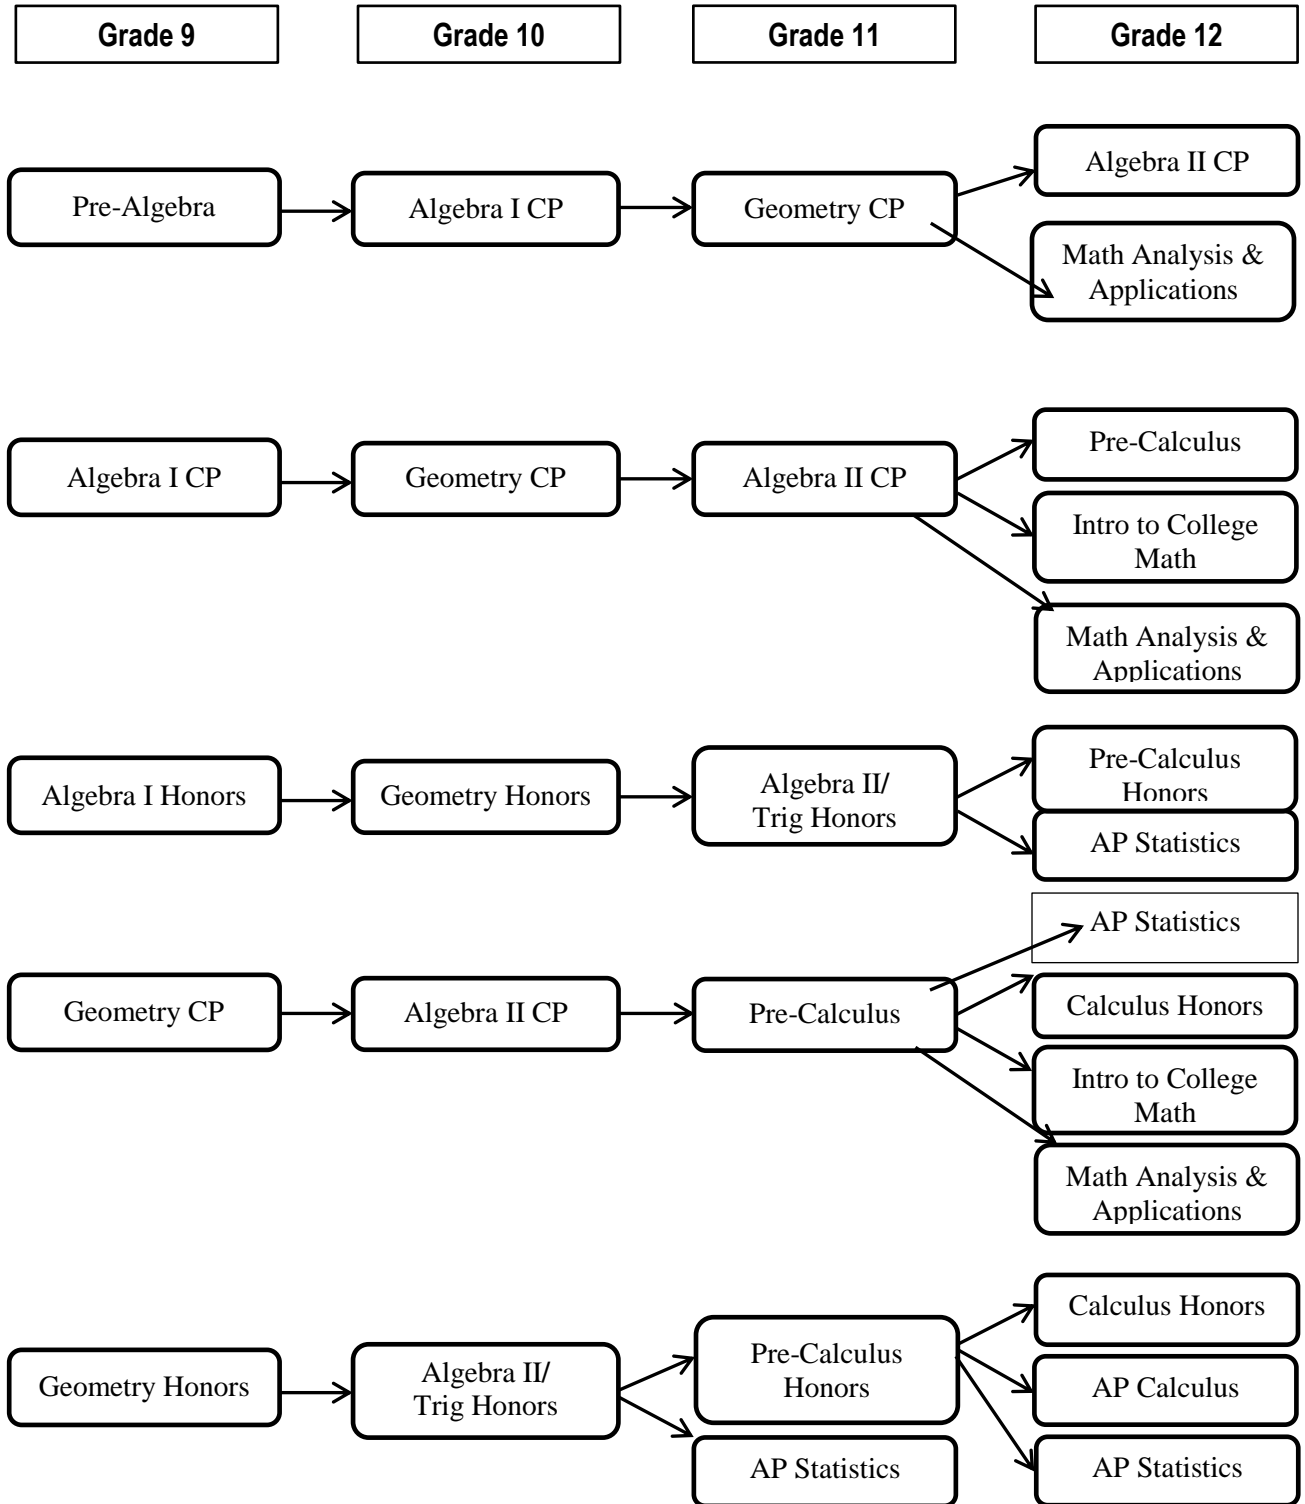 Grade 9
Grade 10
Grade 11
Grade 12
Pre-Algebra
Algebra I CP
Geometry CP
Algebra II CP
Math Analysis &
Applications
Algebra I CP
Geometry CP
Algebra II CP
Pre-Calculus
Intro to College
Math
Math Analysis &
Applications
Algebra I Honors
Geometry Honors
Algebra II/
Trig Honors
Pre-Calculus
Honors
AP Statistics
AP Statistics
Geometry CP
Algebra II CP
Pre-Calculus
Calculus Honors
Intro to College
Math
Math Analysis &
Applications
Geometry Honors
Algebra II/
Trig Honors
Pre-Calculus
Honors
AP Statistics
Calculus Honors
AP Calculus
AP Statistics